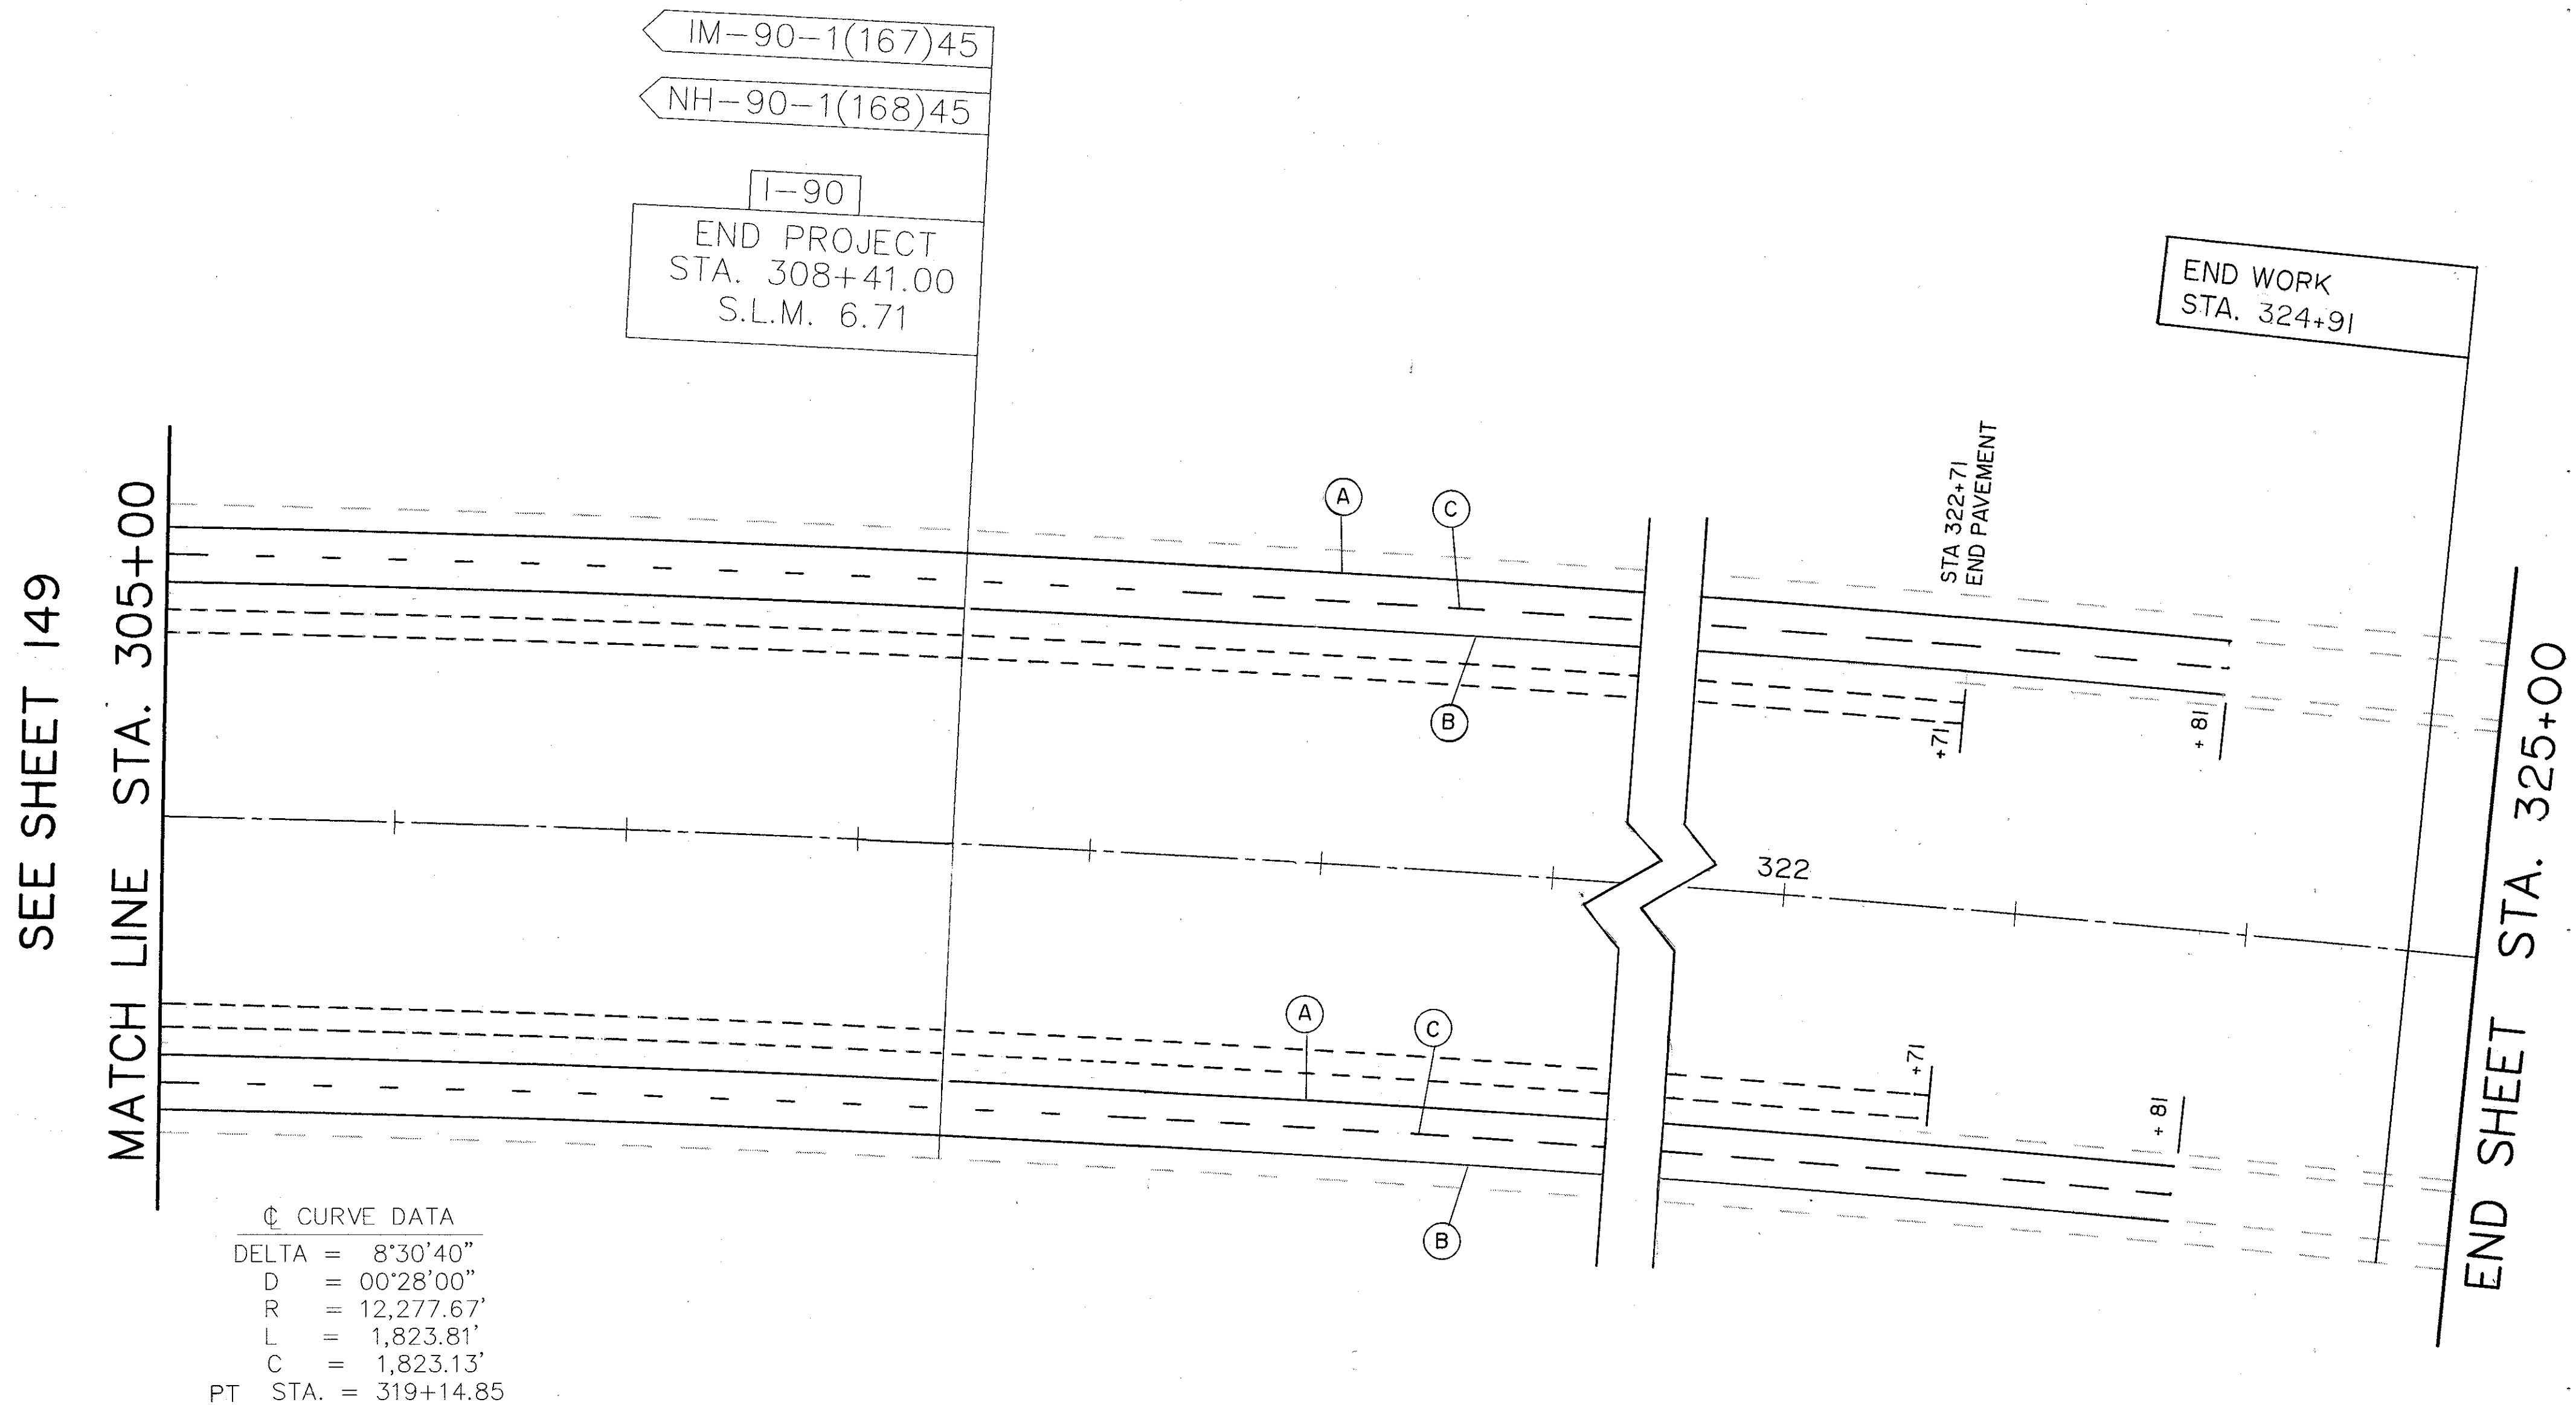 IM-90-1(167)45
NH-90-1(168)45
I-90
END PROJECT
STA. 308+41.00
S.L.M. 6.71
END WORK
STA. 324+91
SEE SHEET 149
MATCH LINE STA. 305+00
A
C
B
STA 322+71
END PAVEMENT
+71
+81
322
A
C
B
+71
+81
END SHEET STA. 325+00
℄ CURVE DATA
DELTA = 8°30'40"
D = 00°28'00"
R = 12,277.67'
L = 1,823.81'
C = 1,823.13'
PT STA. = 319+14.85